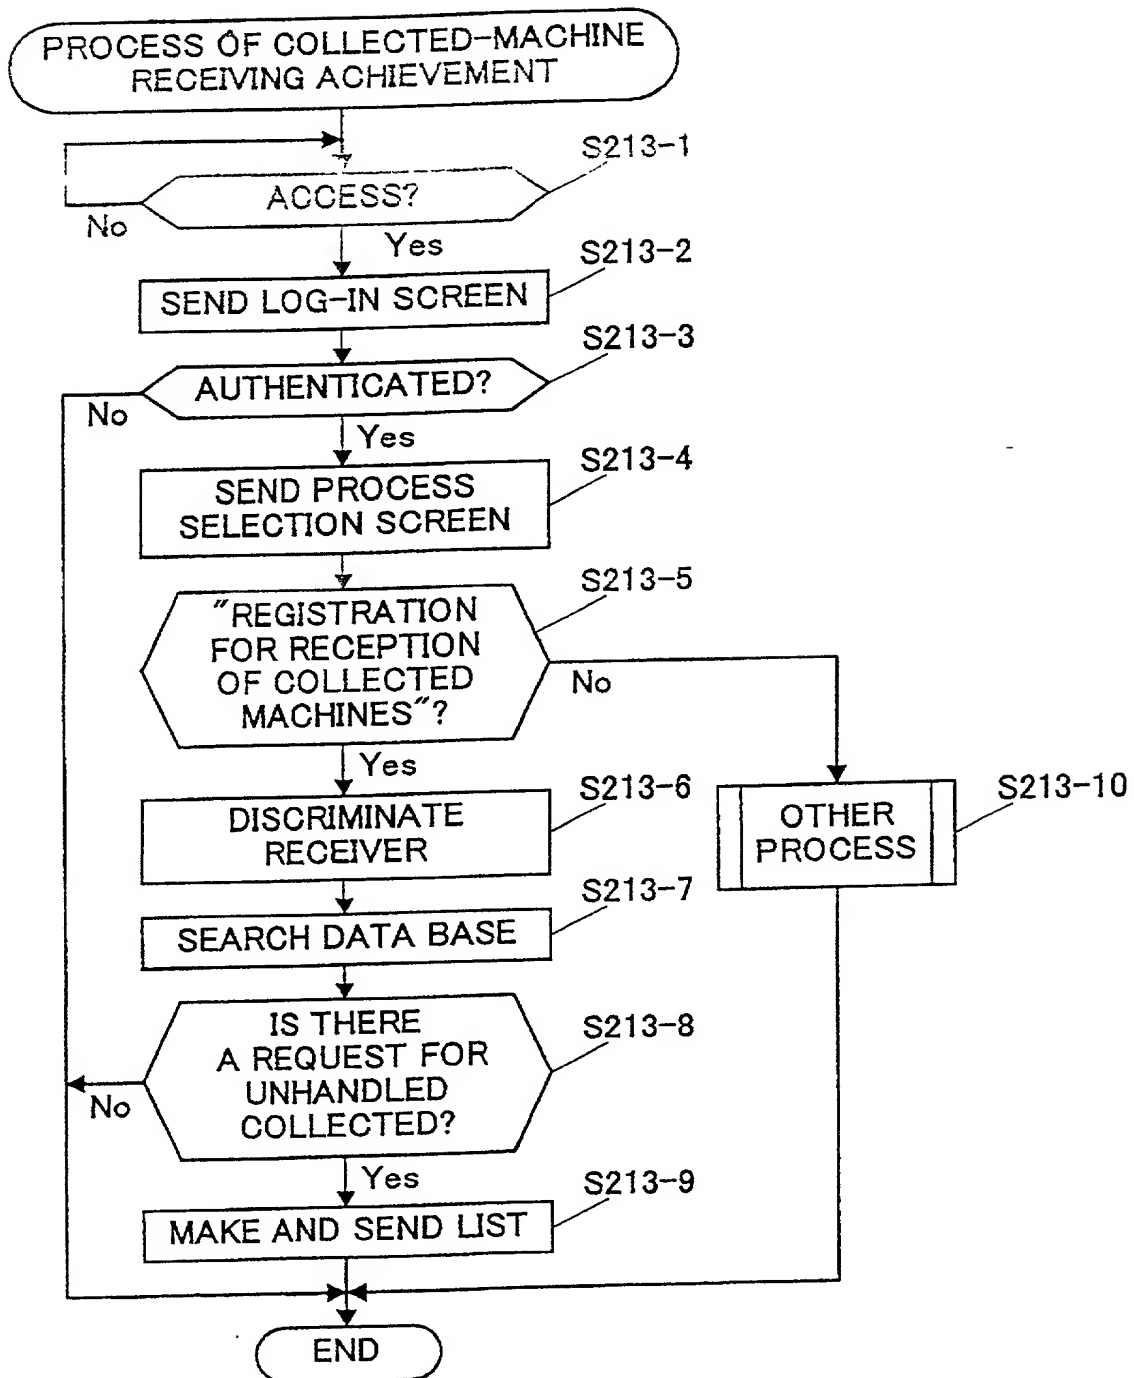 PROCESS OF COLLECTED-MACHINE
RECEIVING ACHIEVEMENT
S213-1
ACCESS?
No
Yes
S213-2
SEND LOG-IN SCREEN
S213-3
AUTHENTICATED?
No
Yes
S213-4
SEND PROCESS
SELECTION SCREEN
S213-5
"REGISTRATION
FOR RECEPTION
OF COLLECTED
MACHINES"?
No
Yes
S213-6
DISCRIMINATE
RECEIVER
S213-10
OTHER
PROCESS
S213-7
SEARCH DATA BASE
S213-8
IS THERE
A REQUEST FOR
UNHANDLED
COLLECTED?
No
Yes
S213-9
MAKE AND SEND LIST
END